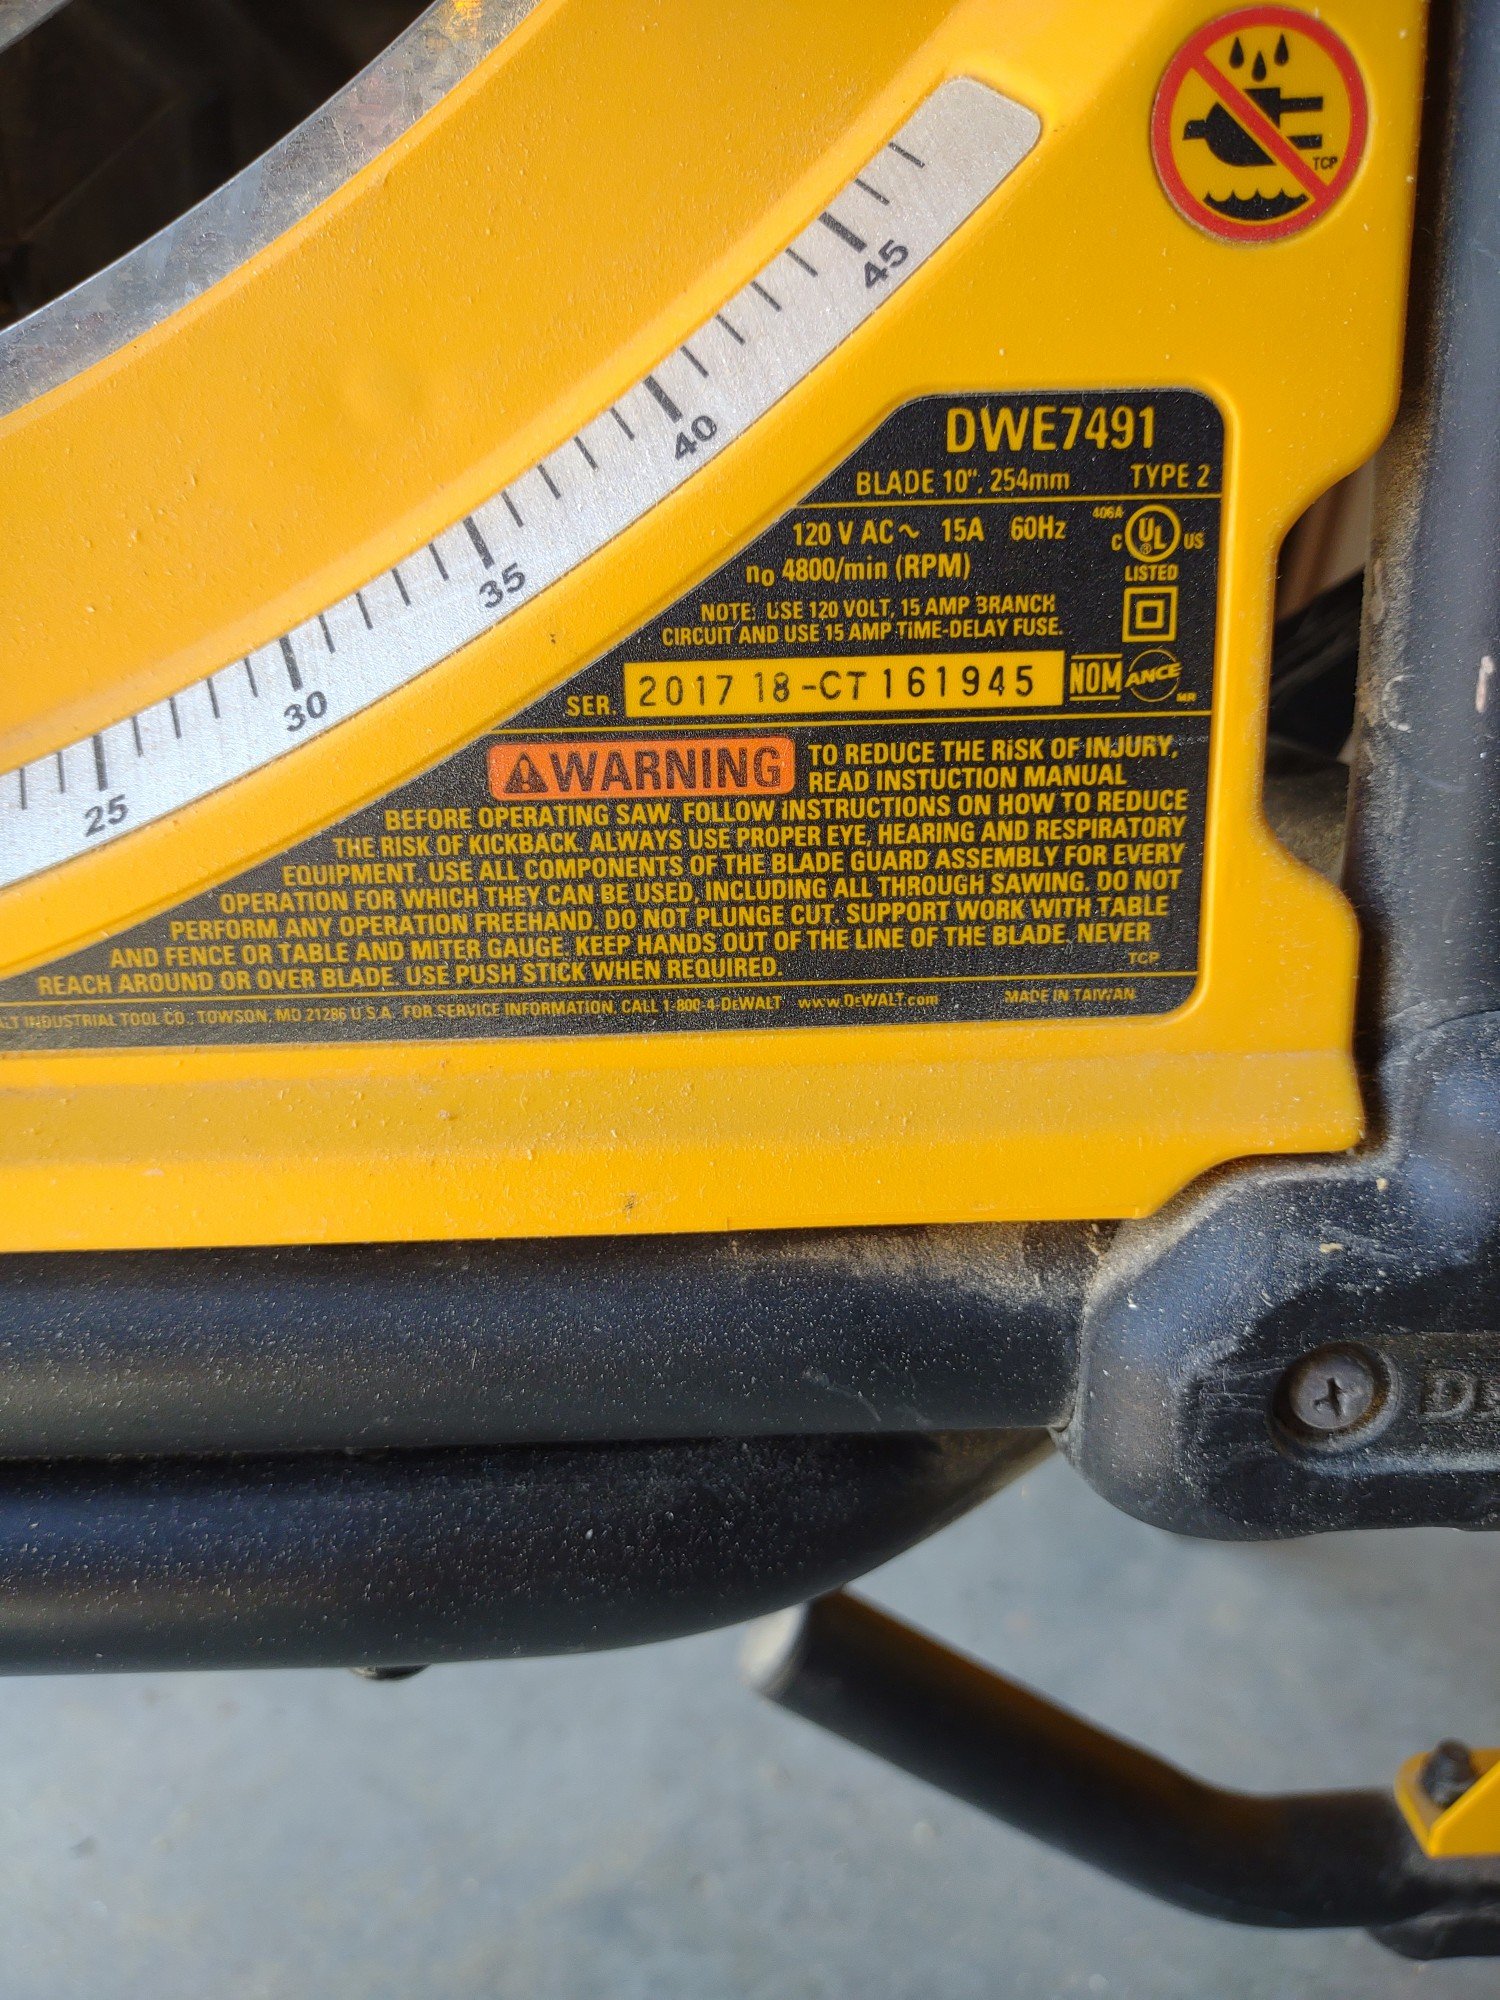 TCP
45
40
35
30
25
DWE7491
BLADE 10", 254mm TYPE 2
120 V AC~ 15A 60Hz
n₀ 4800/min (RPM)
406A
C UL® US
LISTED
NOTE: USE 120 VOLT, 15 AMP BRANCH
CIRCUIT AND USE 15 AMP TIME-DELAY FUSE.
SER. 2017 18-CT 161945 NOM ANCE MR
WARNING TO REDUCE THE RISK OF INJURY,
READ INSTUCTION MANUAL
BEFORE OPERATING SAW. FOLLOW INSTRUCTIONS ON HOW TO REDUCE
THE RISK OF KICKBACK. ALWAYS USE PROPER EYE, HEARING AND RESPIRATORY
EQUIPMENT. USE ALL COMPONENTS OF THE BLADE GUARD ASSEMBLY FOR EVERY
OPERATION FOR WHICH THEY CAN BE USED, INCLUDING ALL THROUGH SAWING. DO NOT
PERFORM ANY OPERATION FREEHAND. DO NOT PLUNGE CUT. SUPPORT WORK WITH TABLE
AND FENCE OR TABLE AND MITER GAUGE. KEEP HANDS OUT OF THE LINE OF THE BLADE. NEVER
REACH AROUND OR OVER BLADE. USE PUSH STICK WHEN REQUIRED. TCP
INDUSTRIAL TOOL CO., TOWSON, MD 21286 U.S.A. FOR SERVICE INFORMATION, CALL 1-800-4-DEWALT www.DEWALT.com MADE IN TAIWAN